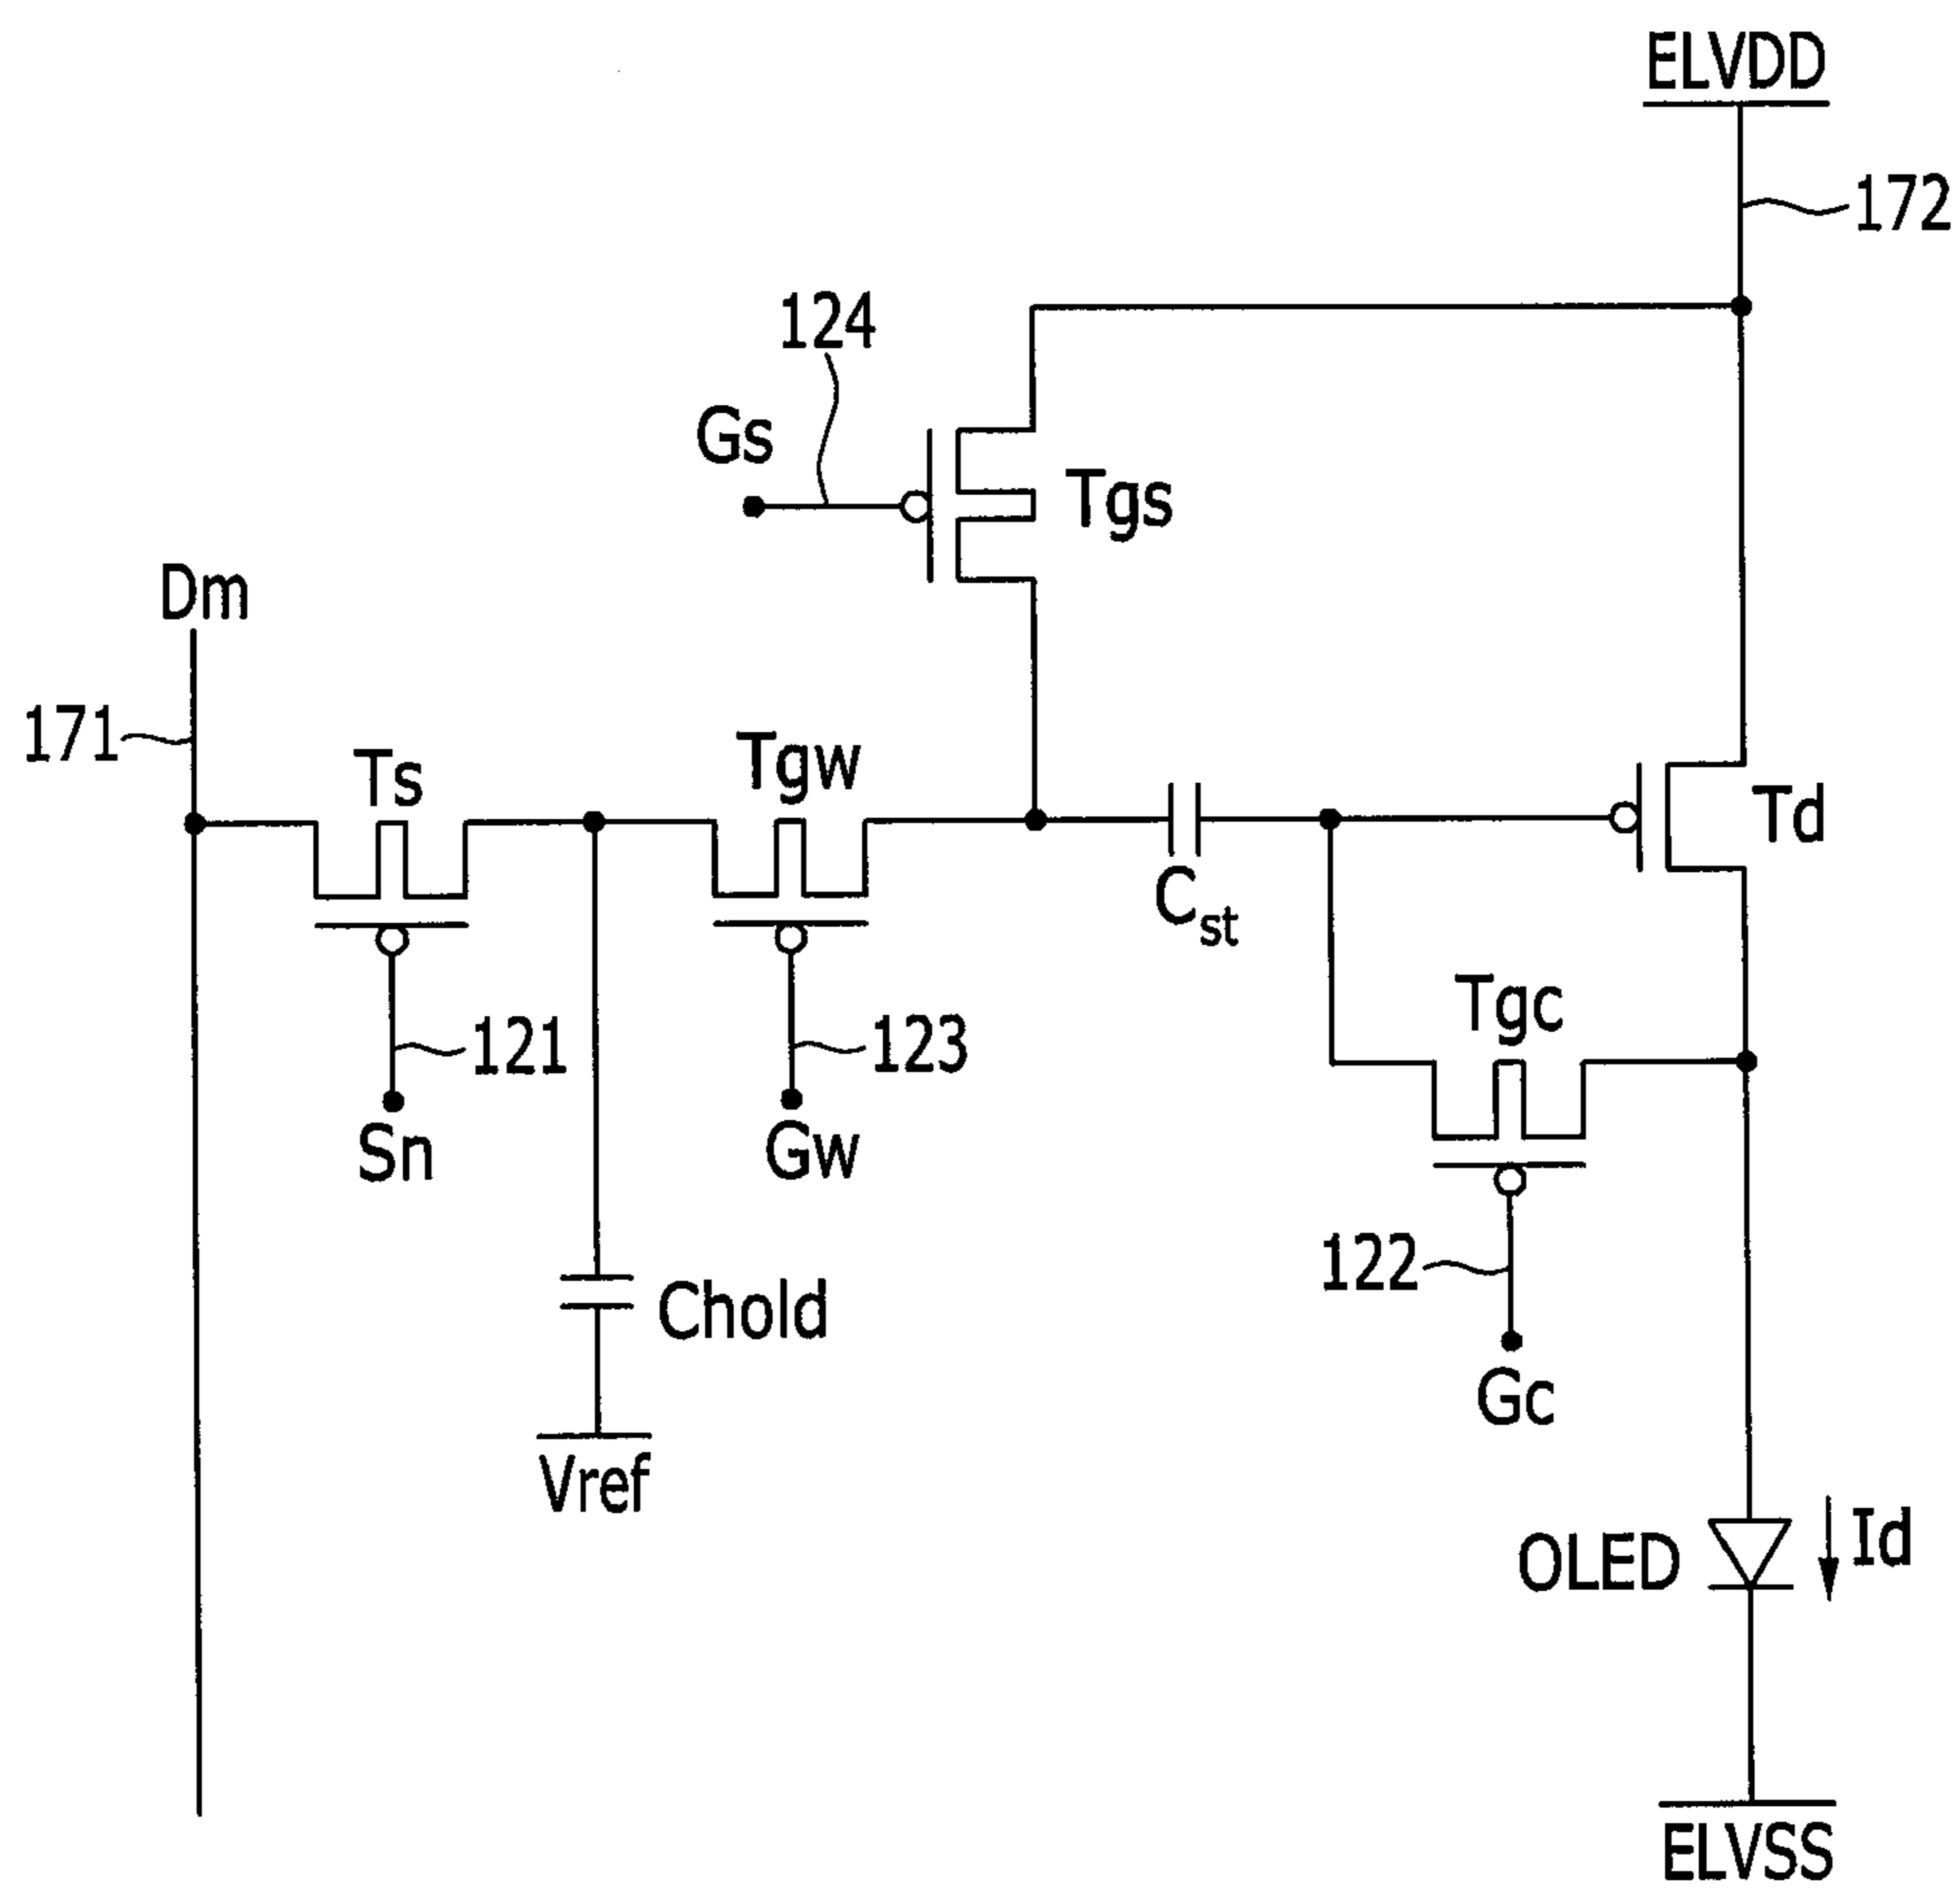 ELVDD
172
124
Gs
Tgs
Dm
171
Ts
Tgw
Td
Cst
Tgc
121
123
Sn
Gw
122
Chold
Gc
Vref
OLED
Id
ELVSS